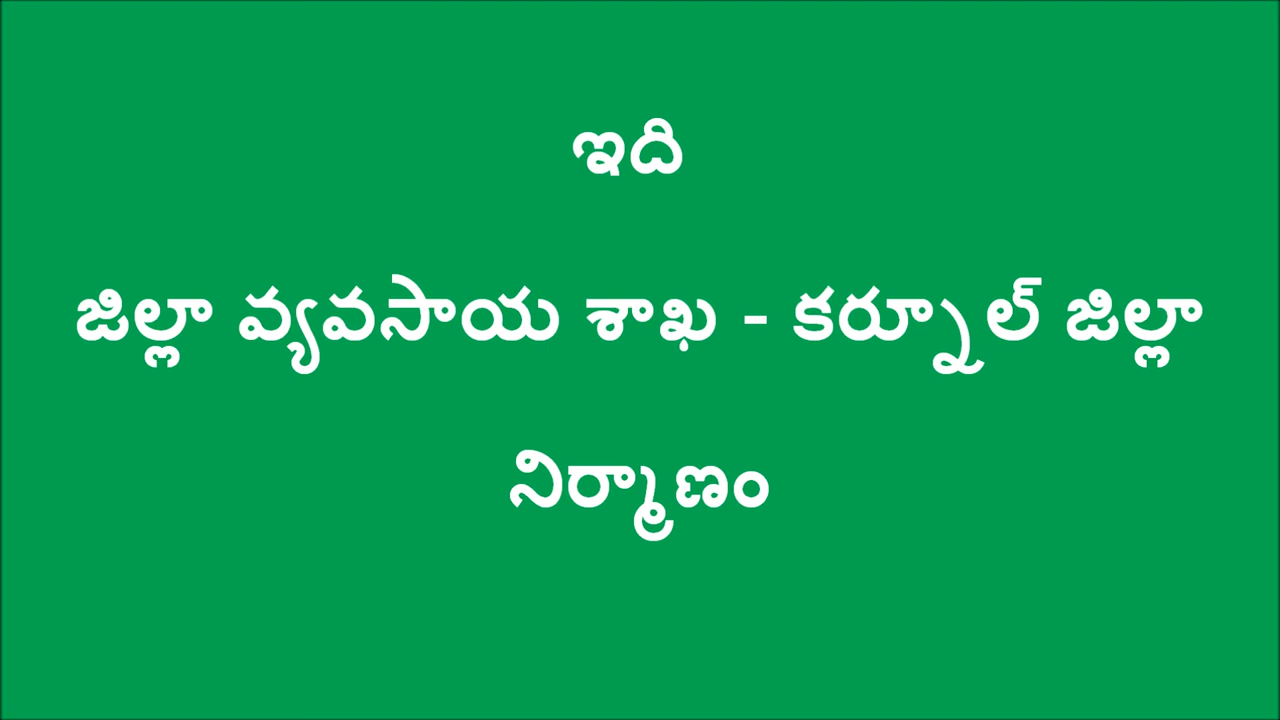 ఇది
జిల్లా వ్యవసాయ శాఖ - కర్నూల్ జిల్లా
నిర్మాణం